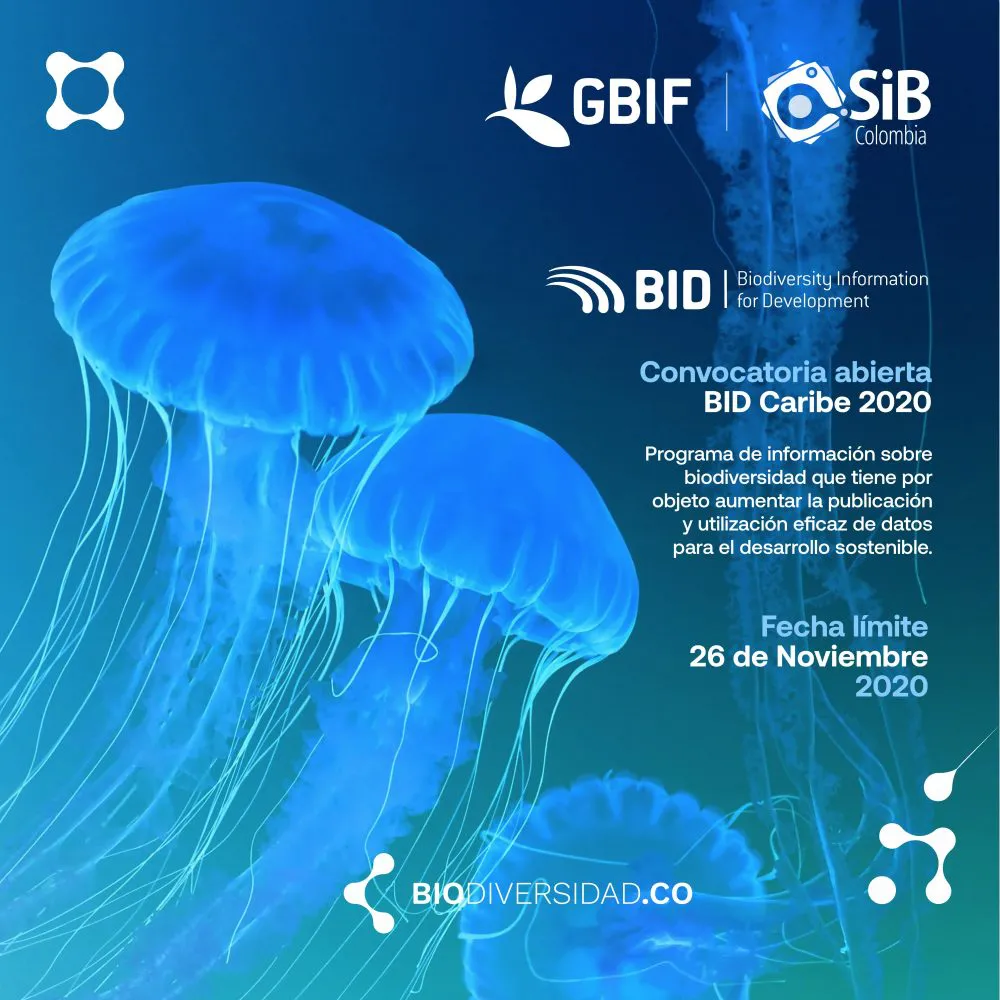 GBIF
SiB
Colombia
BID
Biodiversity Information
for Development
Convocatoria abierta
BID Caribe 2020
Programa de información sobre
biodiversidad que tiene por
objeto aumentar la publicación
y utilización eficaz de datos
para el desarrollo sostenible.
Fecha límite
26 de Noviembre
2020
BIODIVERSIDAD.CO